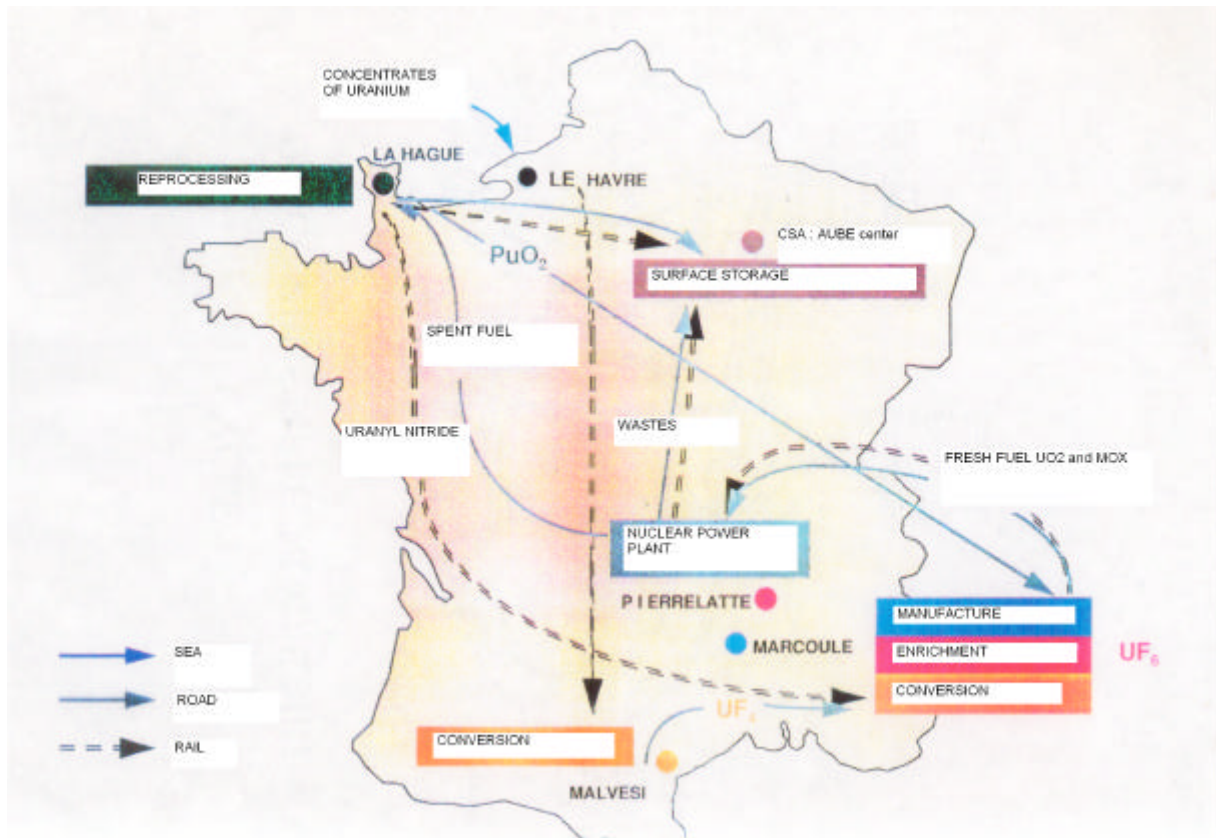 CONCENTRATES
OF URANIUM
LA HAGUE
REPROCESSING
LE HAVRE
CSA : AUBE center
PuO₂
SURFACE STORAGE
SPENT FUEL
URANYL NITRIDE
WASTES
FRESH FUEL UO2 and MOX
NUCLEAR POWER
PLANT
PIERRELATTE
MANUFACTURE
MARCOULE
ENRICHMENT
UF₆
CONVERSION
SEA
ROAD
RAIL
UF₄
CONVERSION
MALVESI